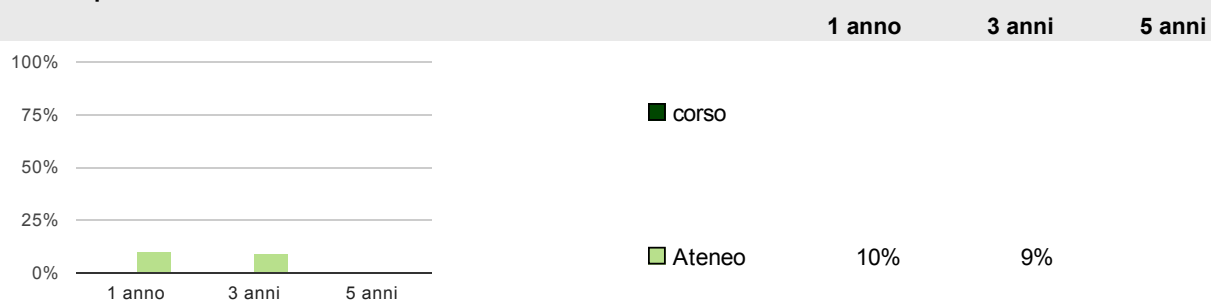 1 anno 3 anni 5 anni
100%
75%
50%
25%
0%
1 anno 3 anni 5 anni
corso
Ateneo 10% 9%